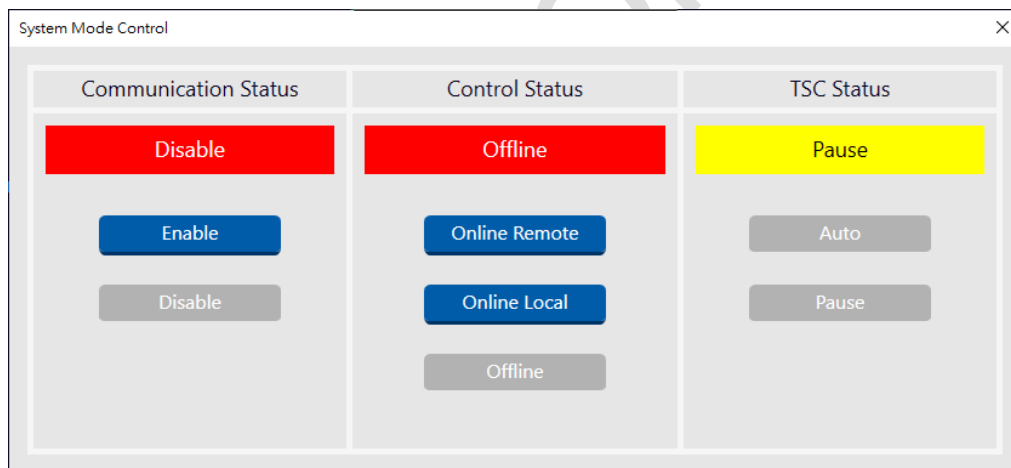 System Mode Control
Communication Status
Control Status
TSC Status
Disable
Offline
Pause
Enable
Online Remote
Auto
Disable
Online Local
Pause
Offline